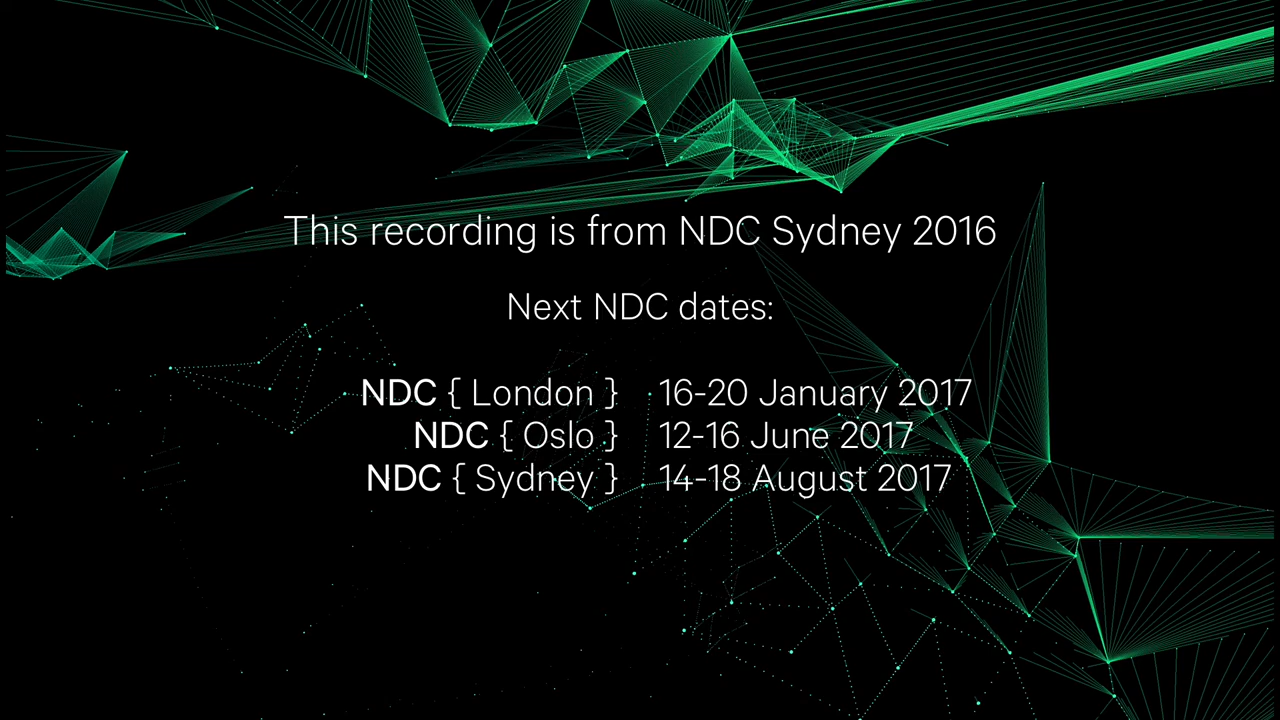 This recording is from NDC Sydney 2016
Next NDC dates:
NDC { London } 16-20 January 2017
NDC { Oslo } 12-16 June 2017
NDC { Sydney } 14-18 August 2017